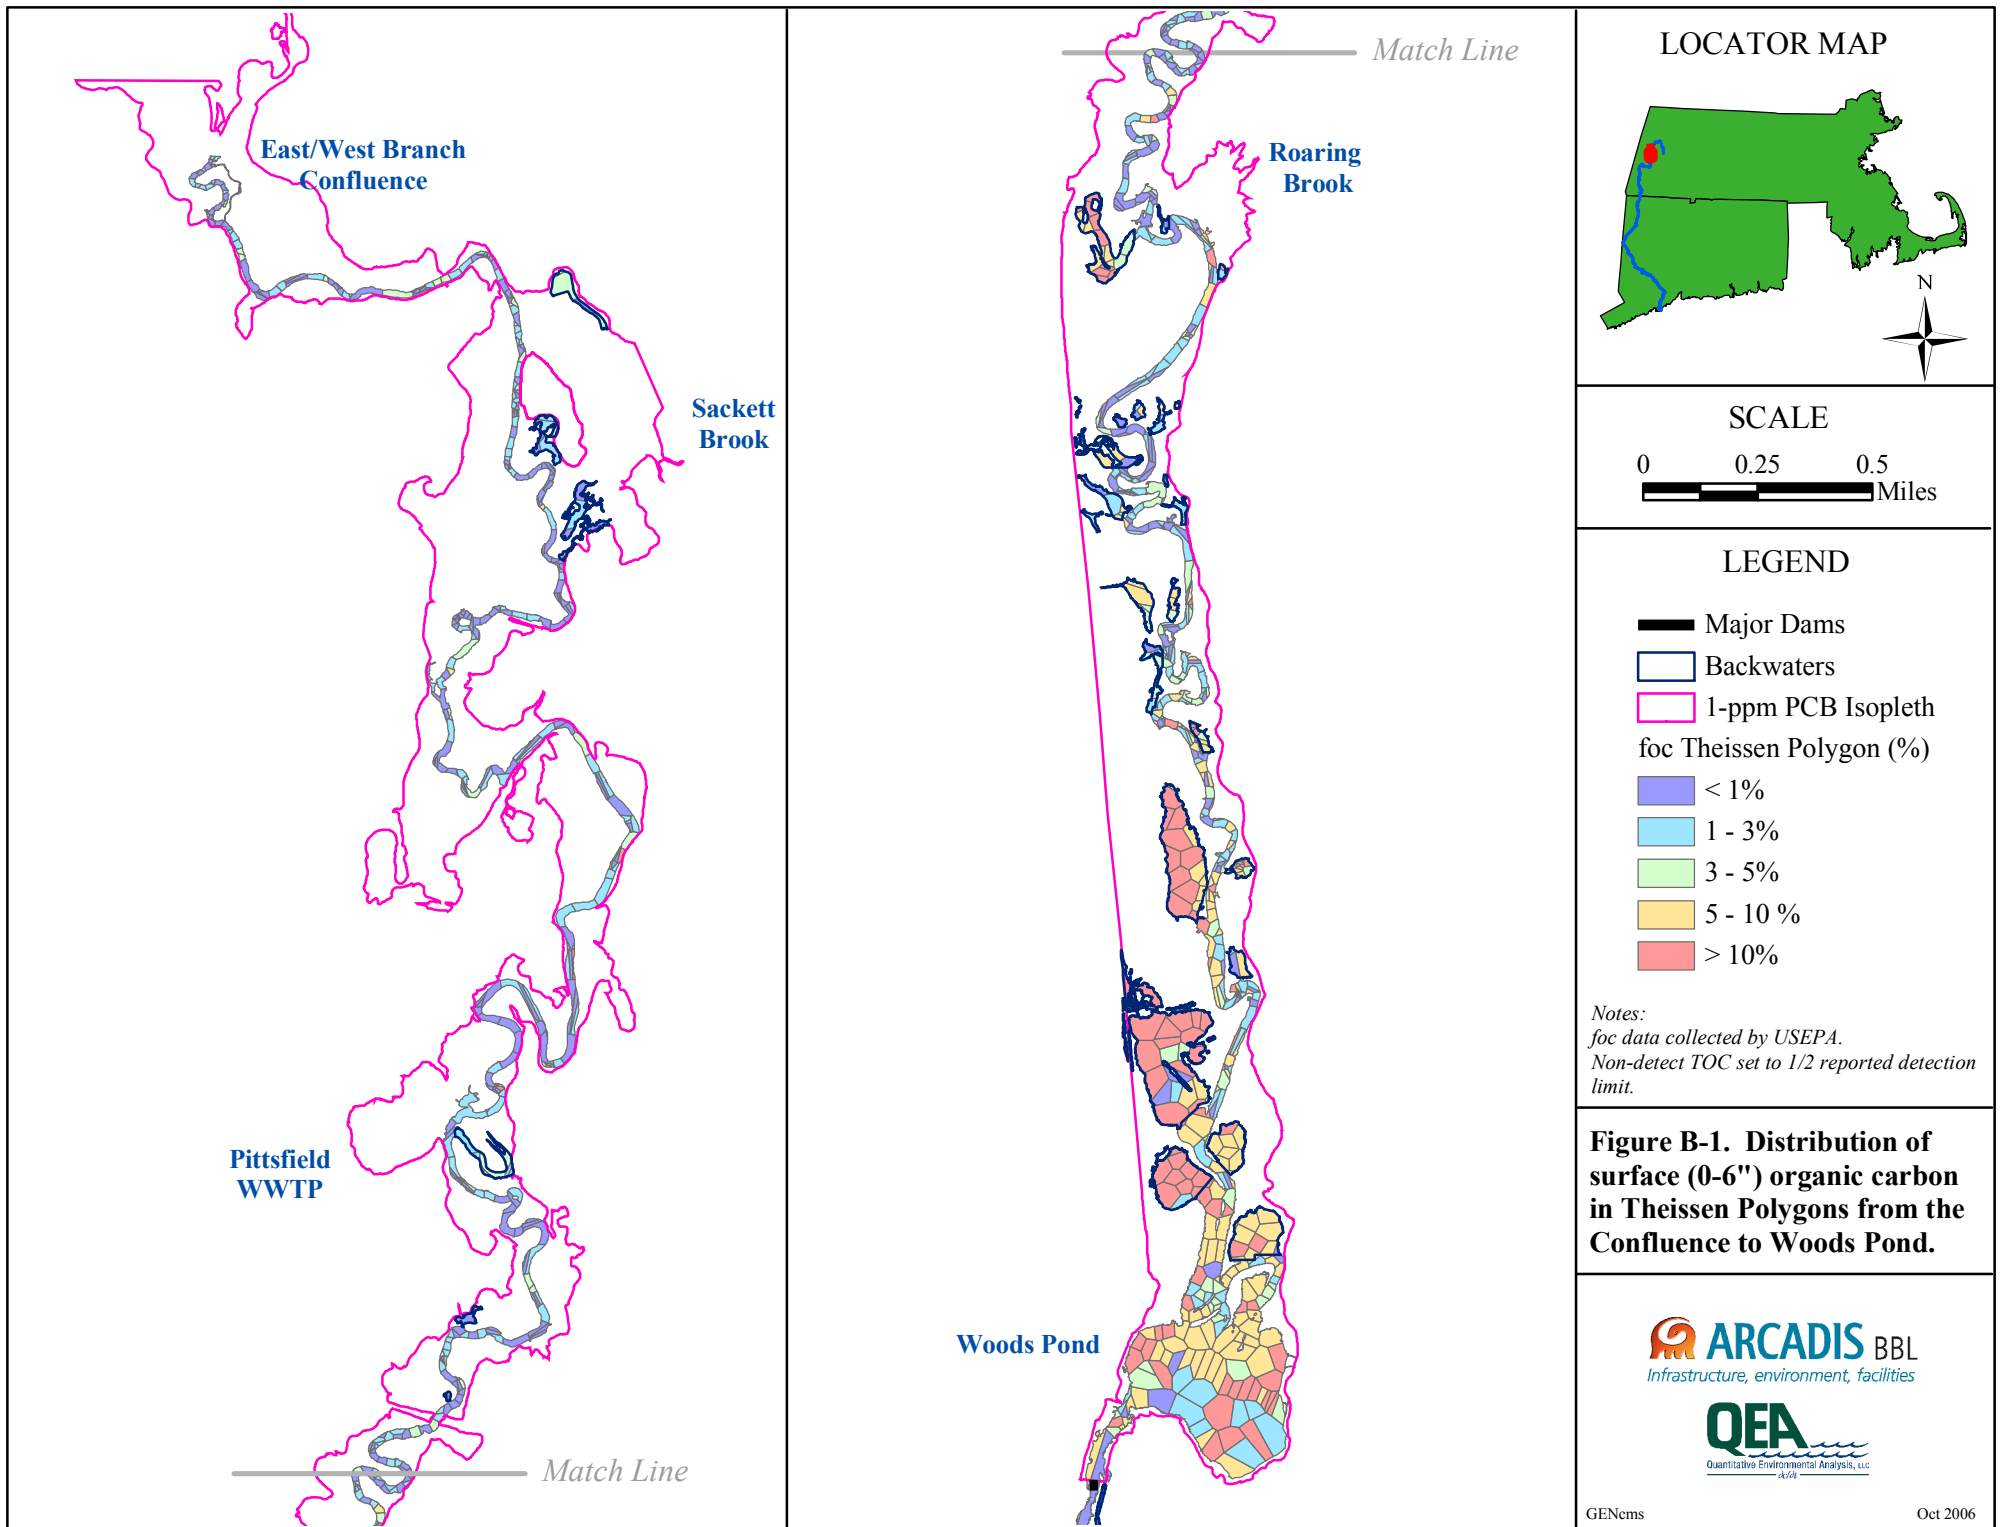 East/West Branch
Confluence
Sackett
Brook
Pittsfield
WWTP
Match Line
Match Line
Roaring
Brook
Woods Pond
LOCATOR MAP
N
SCALE
0 0.25 0.5
Miles
LEGEND
Major Dams
Backwaters
1-ppm PCB Isopleth
foc Theissen Polygon (%)
< 1%
1 - 3%
3 - 5%
5 - 10 %
> 10%
Notes:
foc data collected by USEPA.
Non-detect TOC set to 1/2 reported detection
limit.
Figure B-1. Distribution of
surface (0-6") organic carbon
in Theissen Polygons from the
Confluence to Woods Pond.
ARCADIS BBL
Infrastructure, environment, facilities
QEA
Quantitative Environmental Analysis, LLC
GENcms Oct 2006